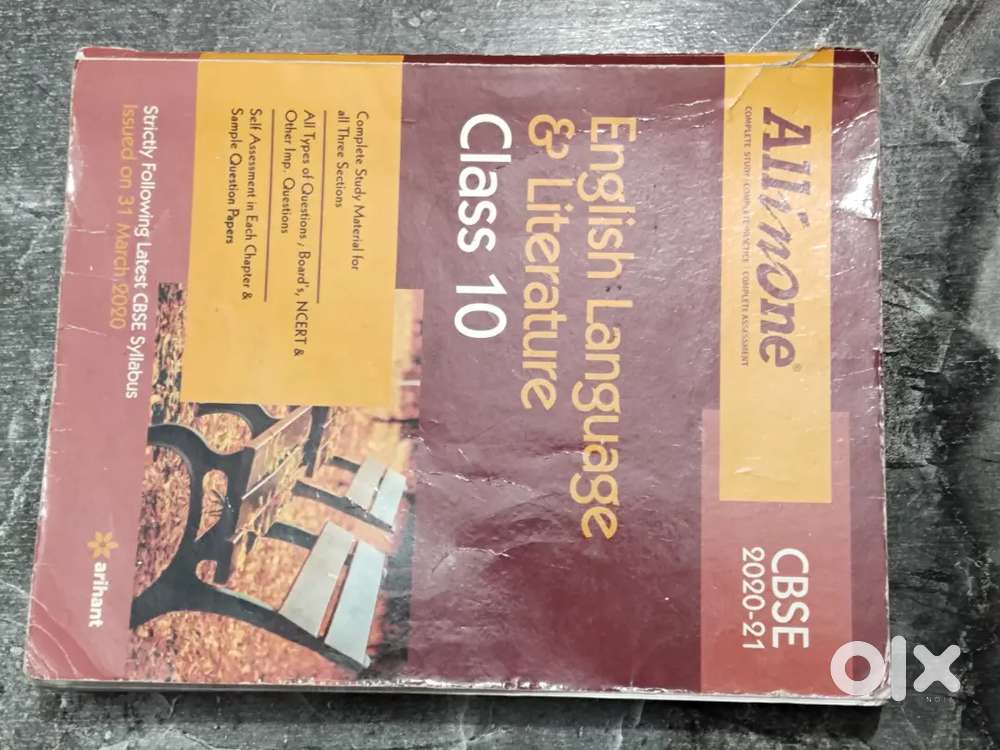 All inone®
COMPLETE STUDY | COMPLETE PRACTICE | COMPLETE ASSESSMENT
CBSE
2020-21
English Language
& Literature
Class 10
Complete Study Material for
all Three Sections
All Types of Questions, Board's, NCERT &
Other Imp. Questions
Self Assessment in Each Chapter &
Sample Question Papers
Strictly Following Latest CBSE Syllabus
Issued on 31 March 2020
arihant
olx